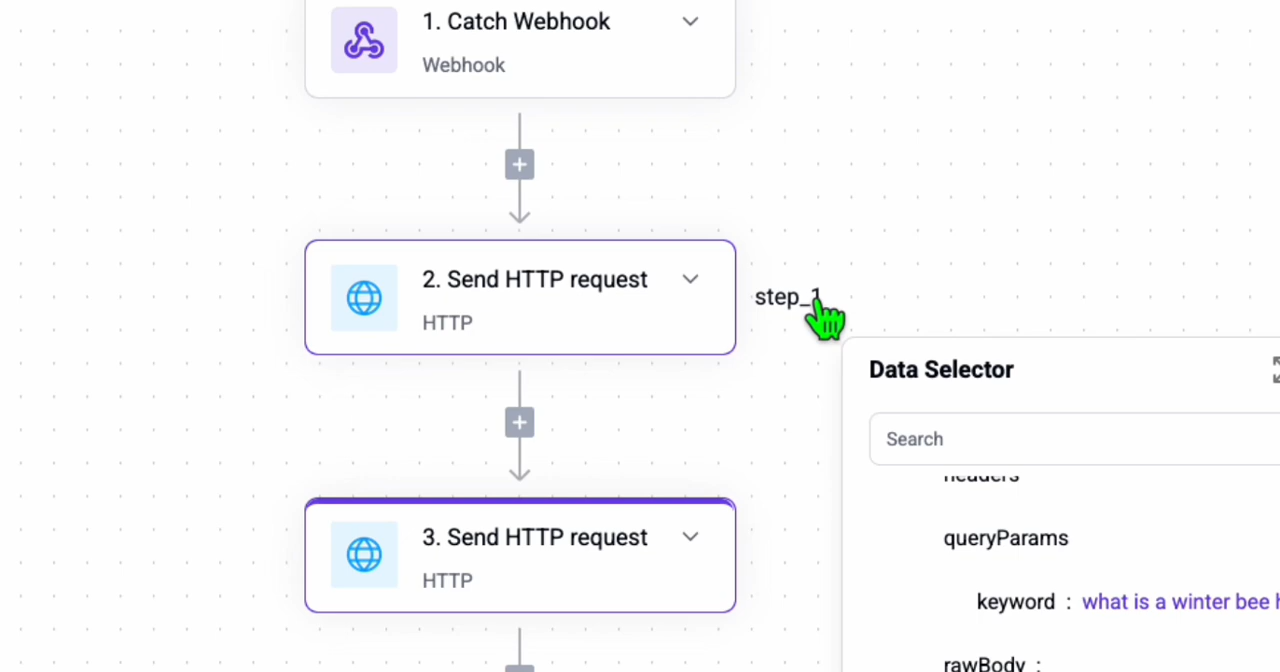 1. Catch Webhook
Webhook
2. Send HTTP request
HTTP
step_1
Data Selector
Search
headers
queryParams
keyword : what is a winter bee
rawBody :
3. Send HTTP request
HTTP